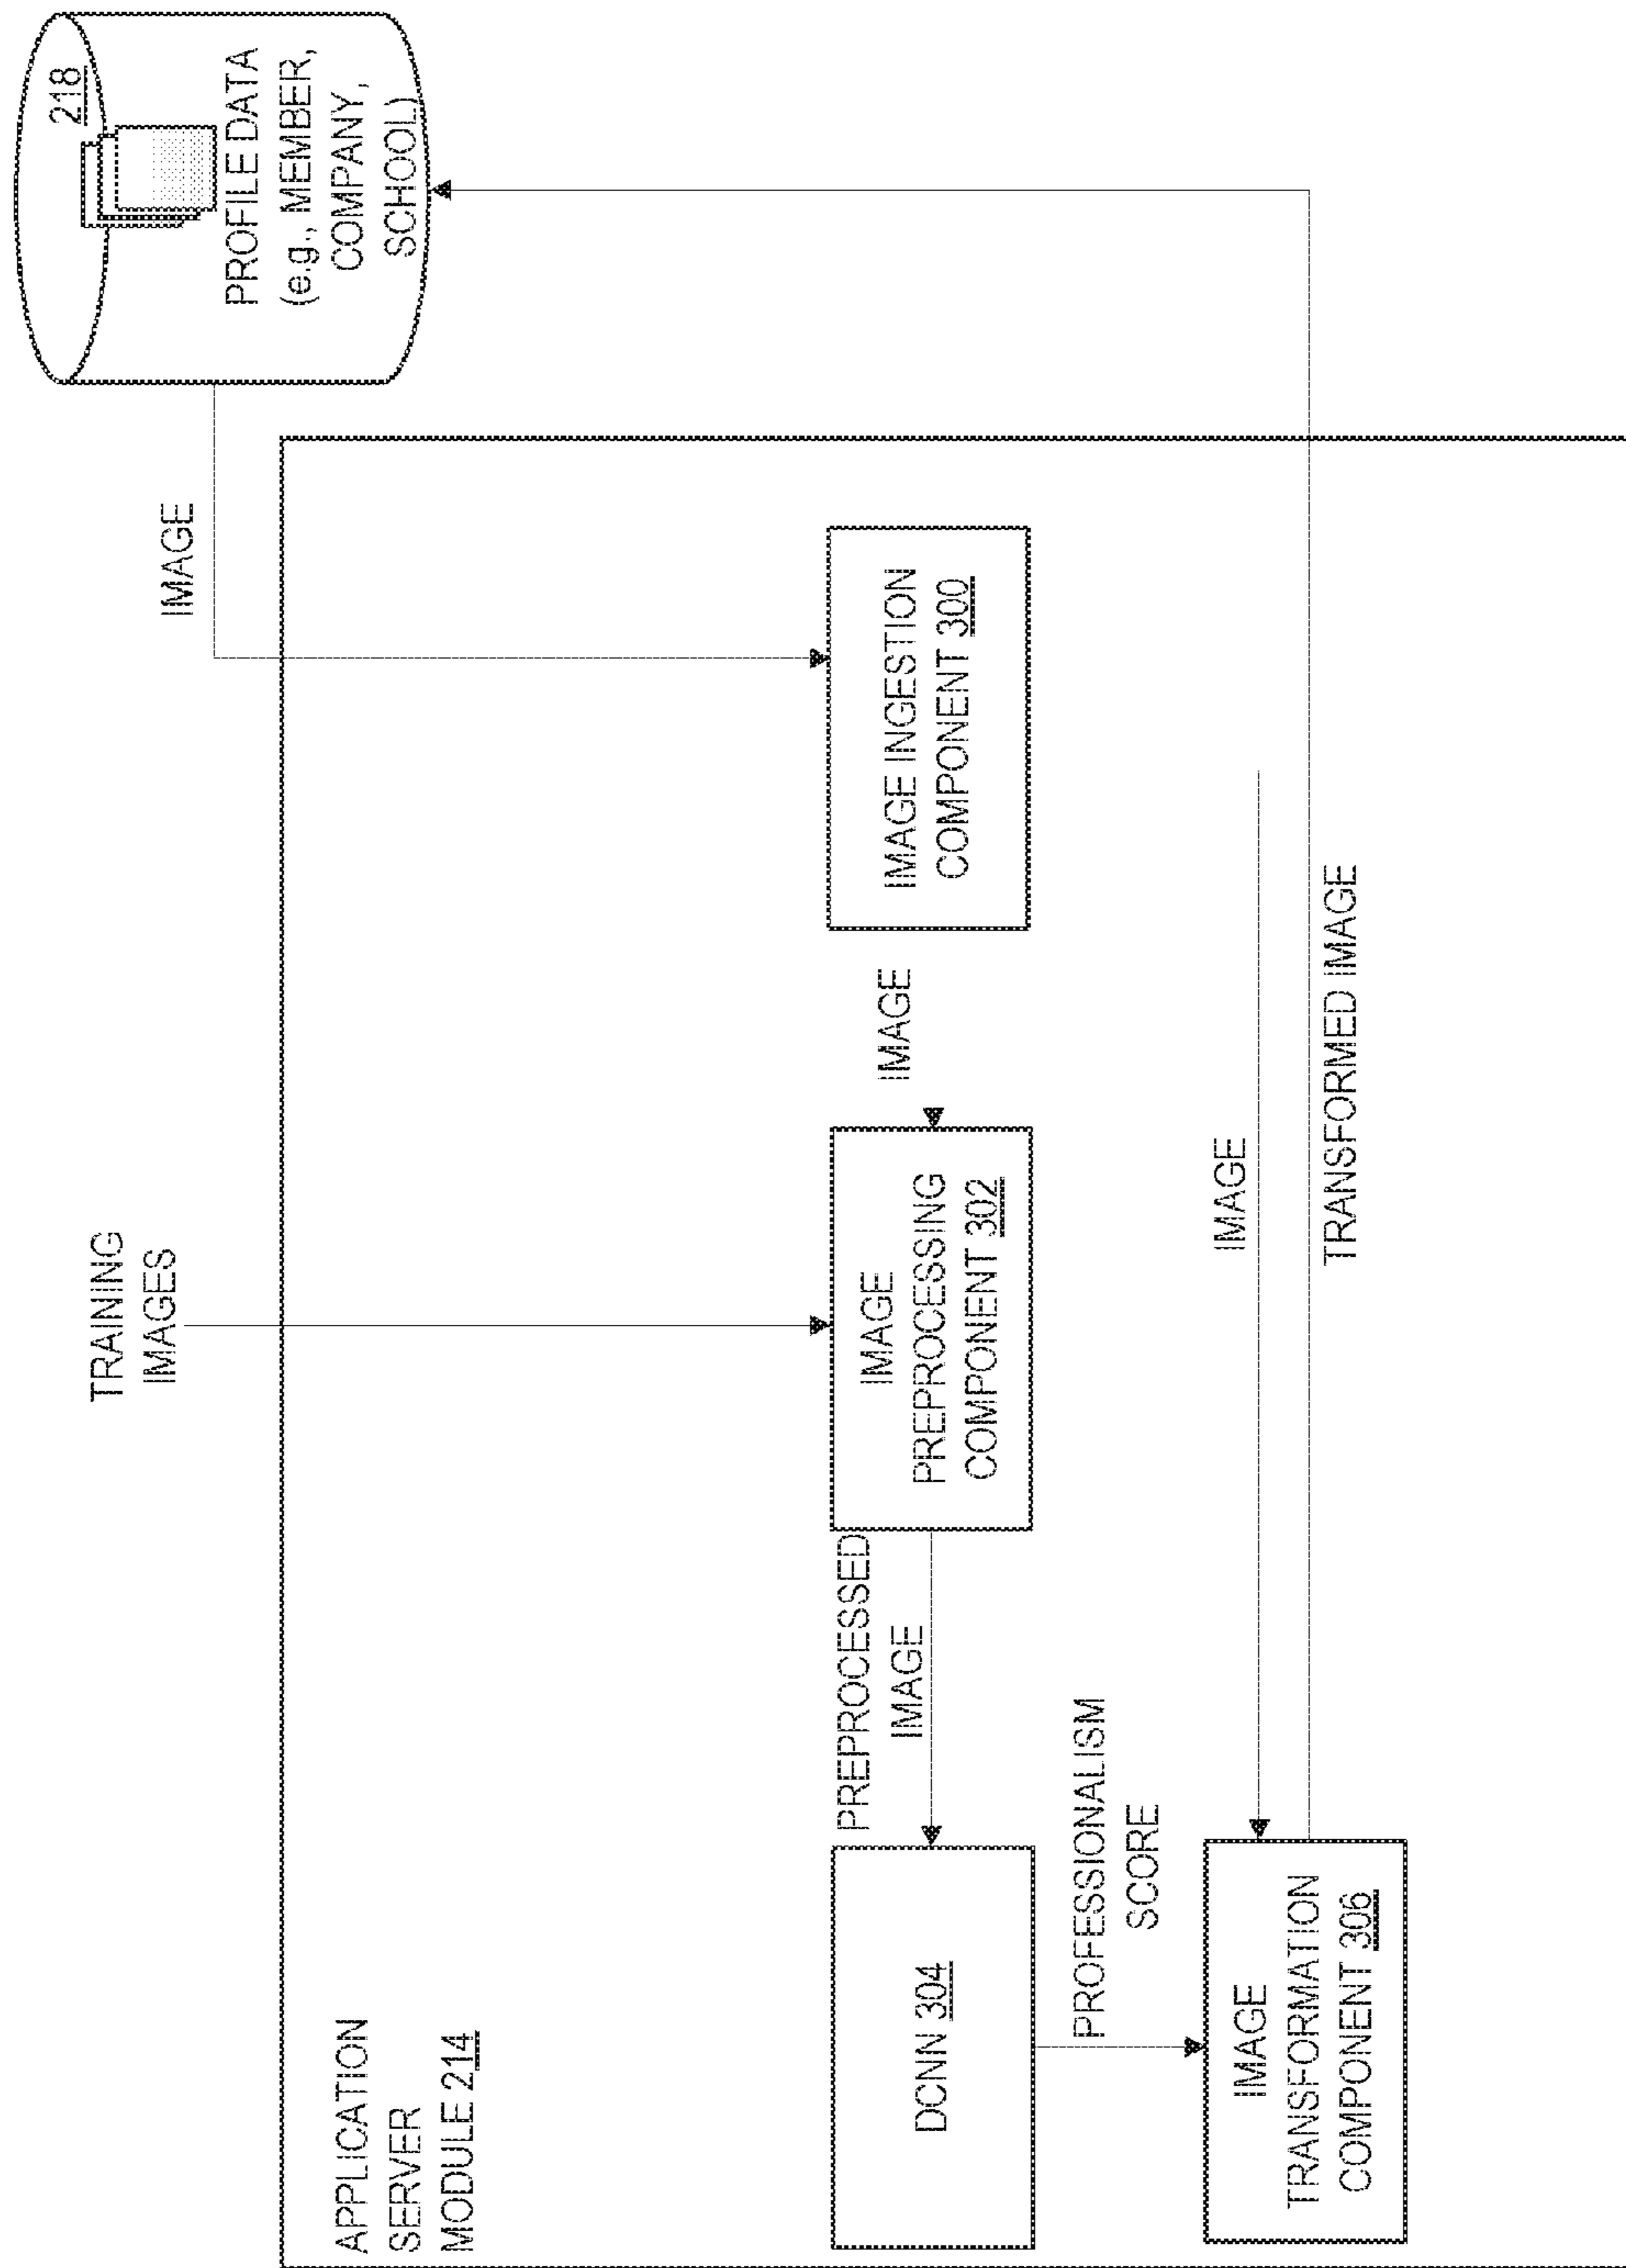 APPLICATION
SERVER
MODULE 214
TRAINING
IMAGES
IMAGE
218
PROFILE DATA
(e.g., MEMBER,
COMPANY,
SCHOOL)
DCNN 304
PREPROCESSED
IMAGE
IMAGE
PREPROCESSING
COMPONENT 302
IMAGE
IMAGE INGESTION
COMPONENT 300
PROFESSIONALISM
SCORE
IMAGE
TRANSFORMATION
COMPONENT 306
IMAGE
TRANSFORMED IMAGE